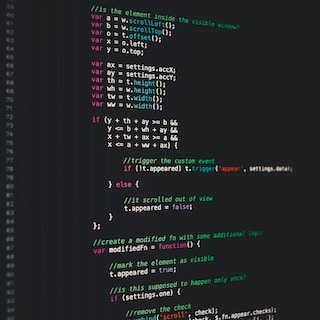 //is the element inside the visible window?
var a = w.scrollLeft();
var b = w.scrollTop();
var o = t.offset();
var x = o.left;
var y = o.top;
var ax = settings.accX;
var ay = settings.accY;
var th = t.height();
var wh = w.height();
var tw = t.width();
var ww = w.width();
if (y + th + ay >= b &&
y <= b + wh + ay &&
x + tw + ax >= a &&
x <= a + ww + ax) {
//trigger the custom event
if (!t.appeared) t.trigger('appear', settings.data);
} else {
//it scrolled out of view
t.appeared = false;
}
};
//create a modified fn with some additional logic
var modifiedFn = function() {
//mark the element as visible
t.appeared = true;
//is this supposed to happen only once?
if (settings.one) {
//remove the check
check);
$.fn.appear.checks);